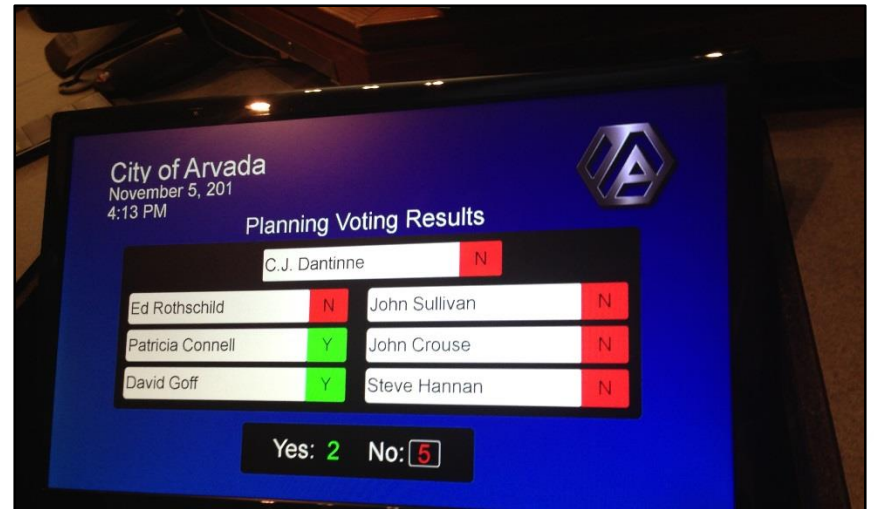 City of Arvada
November 5, 201
4:13 PM
Planning Voting Results
C.J. Dantinne N
Ed Rothschild N John Sullivan N
Patricia Connell Y John Crouse N
David Goff Y Steve Hannan N
Yes: 2 No: 5